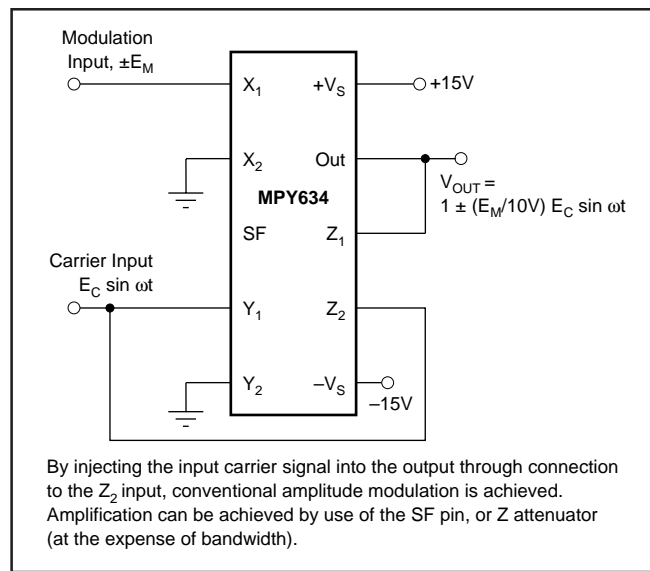 Modulation
Input, ±E_M
X_1
+V_S
+15V
X_2
Out
MPY634
V_OUT =
1 ± (E_M/10V) E_C sin ωt
SF
Z_1
Carrier Input
E_C sin ωt
Y_1
Z_2
Y_2
–V_S
–15V
By injecting the input carrier signal into the output through connection
to the Z_2 input, conventional amplitude modulation is achieved.
Amplification can be achieved by use of the SF pin, or Z attenuator
(at the expense of bandwidth).